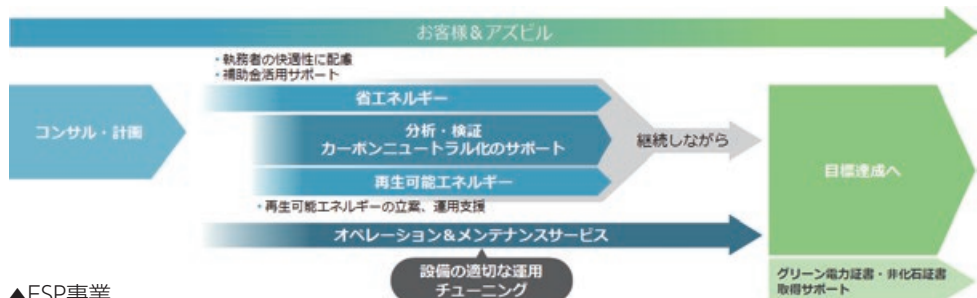 お客様&アズビル
・執務者の快適性に配慮
・補助金活用サポート
コンサル・計画
省エネルギー
分析・検証
カーボンニュートラル化のサポート
再生可能エネルギー
・再生可能エネルギーの立案、運用支援
継続しながら
目標達成へ
オペレーション&メンテナンスサービス
設備の適切な運用
チューニング
グリーン電力証書・非化石証書
取得サポート
▲ESP事業